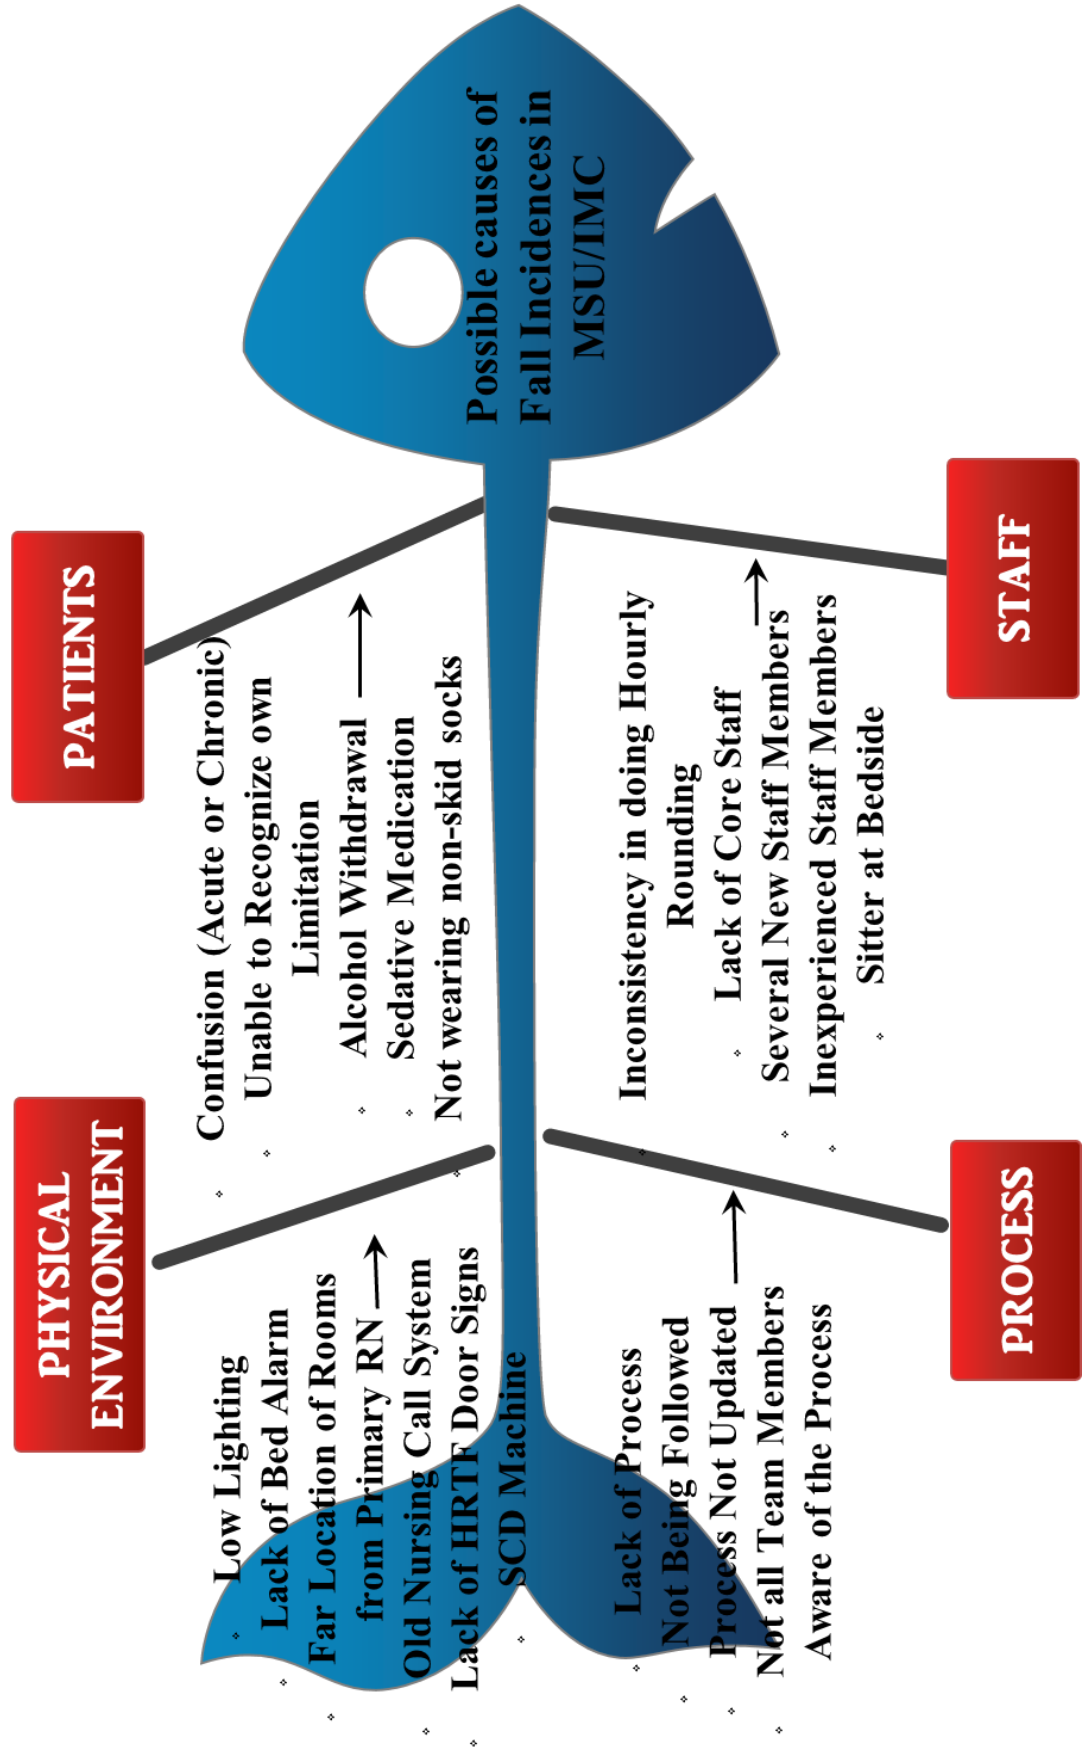 PHYSICAL
ENVIRONMENT
Low Lighting
Lack of Bed Alarm
Far Location of Rooms
from Primary RN
Old Nursing Call System
Lack of HRTF Door Signs
SCD Machine
PATIENTS
Confusion (Acute or Chronic)
Unable to Recognize own
Limitation
Alcohol Withdrawal
Sedative Medication
Not wearing non-skid socks
Possible causes of
Fall Incidences in
MSU/IMC
PROCESS
Lack of Process
Not Being Followed
Process Not Updated
Not all Team Members
Aware of the Process
STAFF
Inconsistency in doing Hourly
Rounding
Lack of Core Staff
Several New Staff Members
Inexperienced Staff Members
Sitter at Bedside